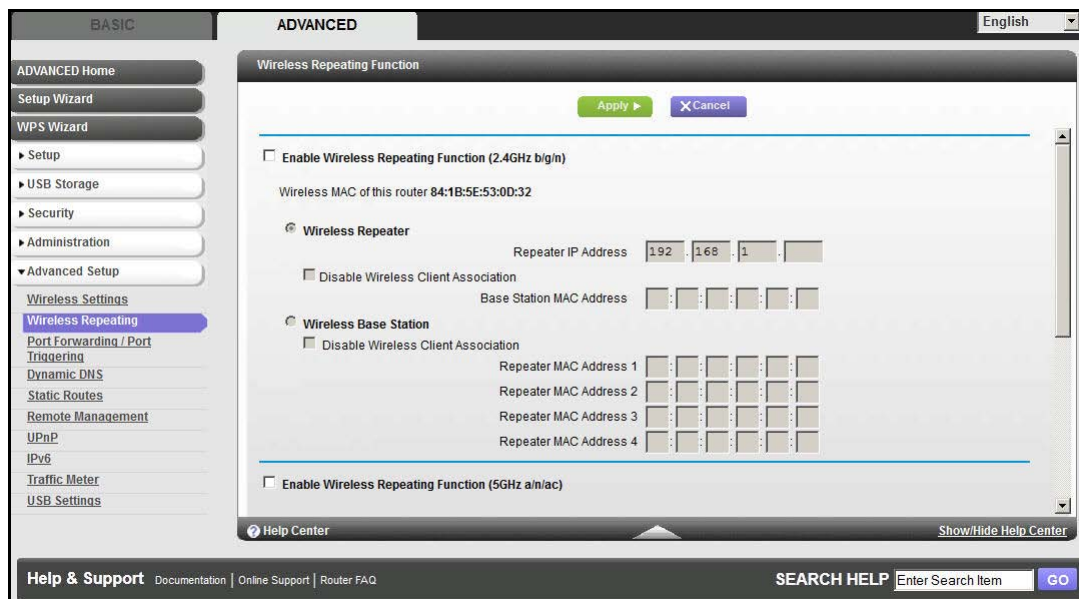 BASIC
ADVANCED
English
ADVANCED Home
Setup Wizard
WPS Wizard
Setup
USB Storage
Security
Administration
Advanced Setup
Wireless Settings
Wireless Repeating
Port Forwarding / Port
Triggering
Dynamic DNS
Static Routes
Remote Management
UPnP
IPv6
Traffic Meter
USB Settings
Wireless Repeating Function
Apply
X Cancel
Enable Wireless Repeating Function (2.4GHz b/g/n)
Wireless MAC of this router 84:1B:5E:53:0D:32
Wireless Repeater
Repeater IP Address 192 . 168 . 1 .
Disable Wireless Client Association
Base Station MAC Address : : : : :
Wireless Base Station
Disable Wireless Client Association
Repeater MAC Address 1 : : : : :
Repeater MAC Address 2 : : : : :
Repeater MAC Address 3 : : : : :
Repeater MAC Address 4 : : : : :
Enable Wireless Repeating Function (5GHz a/n/ac)
? Help Center
Show/Hide Help Center
Help & Support Documentation | Online Support | Router FAQ
SEARCH HELP Enter Search Item GO